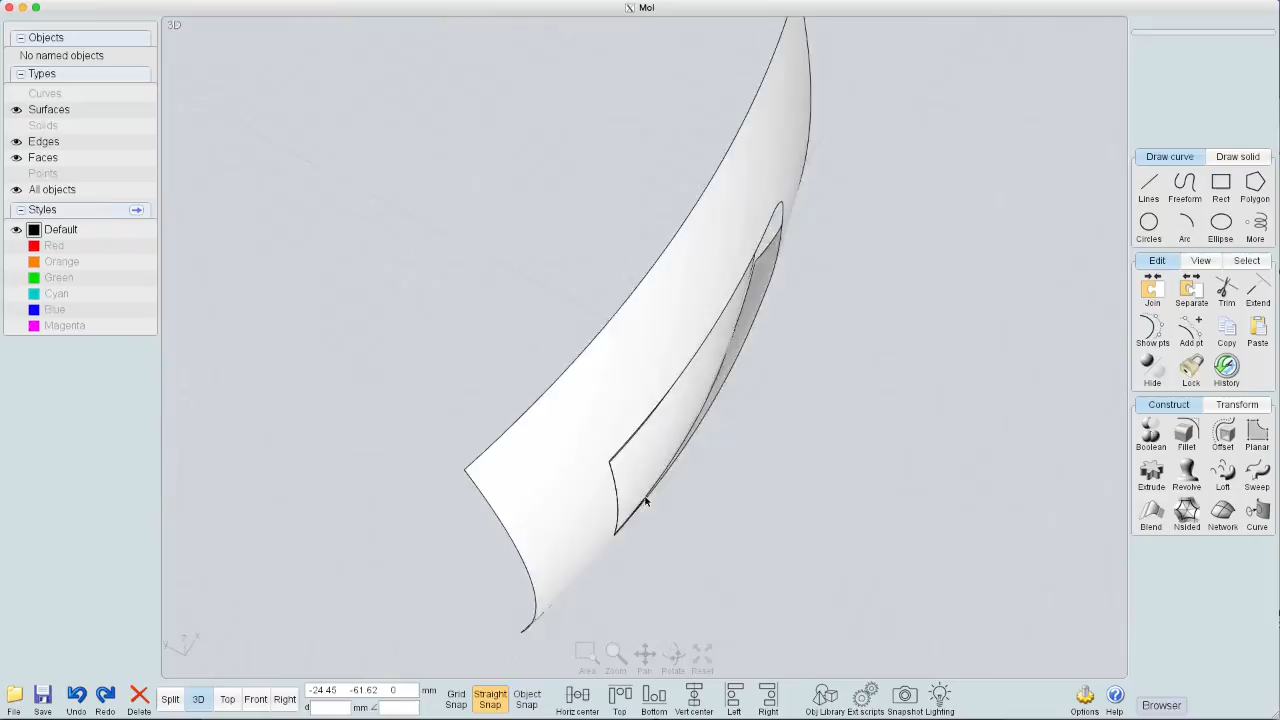 MoI
Objects
No named objects
Types
Curves
Surfaces
Solids
Edges
Faces
Points
All objects
Styles
Default
Red
Orange
Green
Cyan
Blue
Magenta
3D
z
x
y
Area
Zoom
Pan
Rotate
Reset
Draw curve Draw solid
Lines Freeform Rect Polygon
Circles Arc Ellipse More
Edit View Select
Join Separate Trim Extend
Show pts Add pt Copy Paste
Hide Lock History
Construct Transform
Boolean Fillet Offset Planar
Extrude Revolve Loft Sweep
Blend Nsided Network Curve
File Save Undo Redo Delete
Split 3D Top Front Right
-24.45 -61.62 0 mm
d mm ∠
Grid Snap Straight Snap Object Snap
Horiz center Top Bottom Vert center Left Right
Obj Library Ext scripts Snapshot Lighting
Options Help
Browser